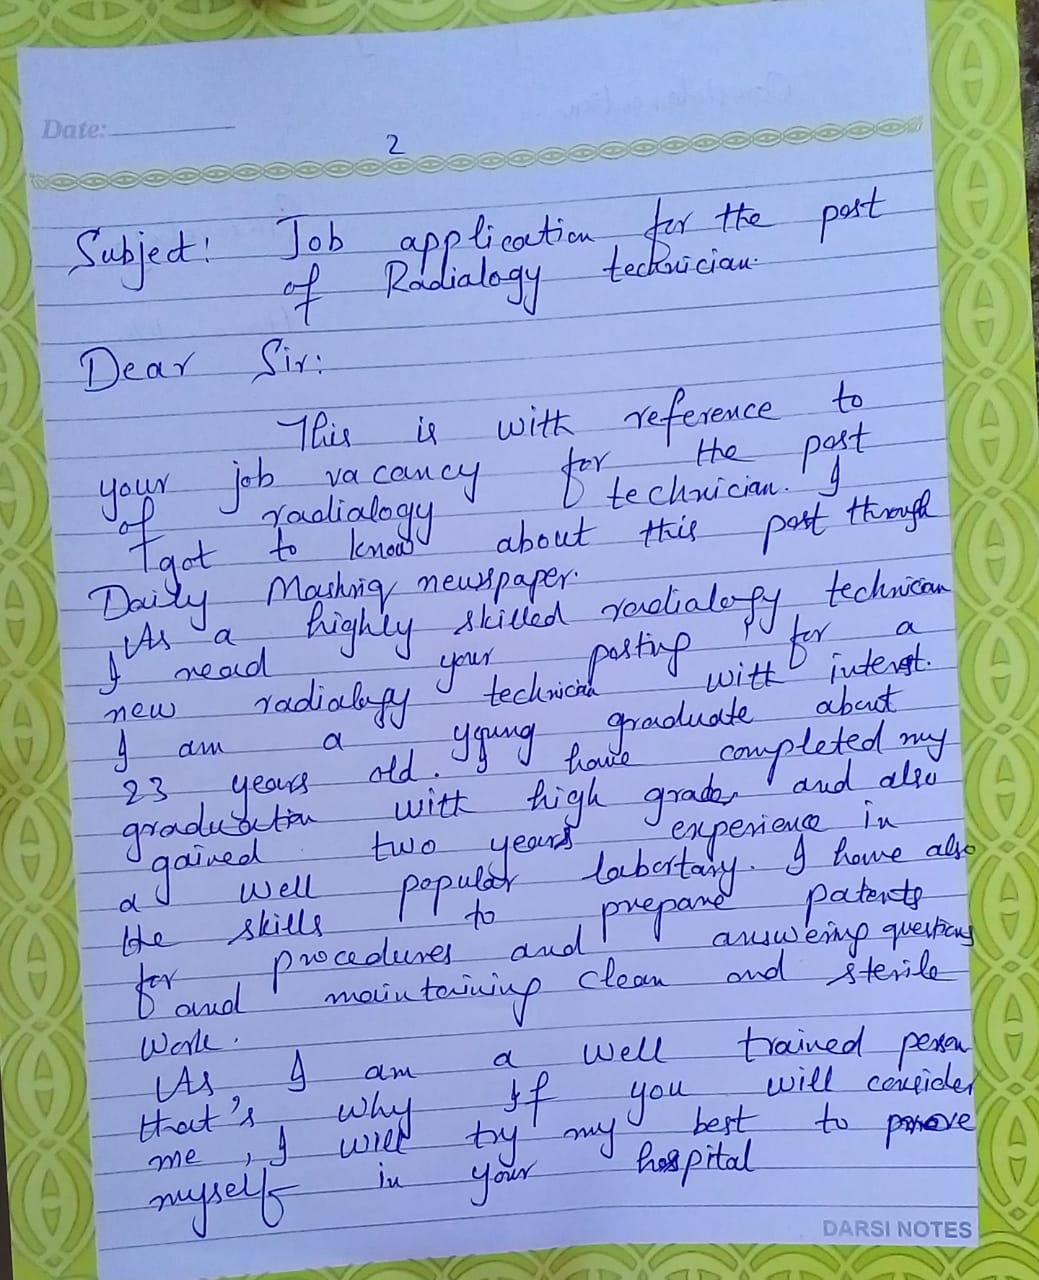 Date:
2
Subject: Job application for the post
of Radialogy technician.
Dear Sir:
This is with reference to
your job vacancy for the post
of radialogy technician. I
got to know about this post through
Daily Mashriq newspaper.
As a highly skilled radialogy technican
I read your posting for a
new radialogy technician with interst.
I am a young graduate about
23 years old. I have completed my
graduation with high grades and also
gained two years experience in
a well popular labortary. I have also
the skills to prepare patents
for procedures and answering questions
and maintaining clean and sterile
work.
As I am a well trained person
that's why If you will consider
me, I will try my best to prove
myself in your hospital
DARSI NOTES